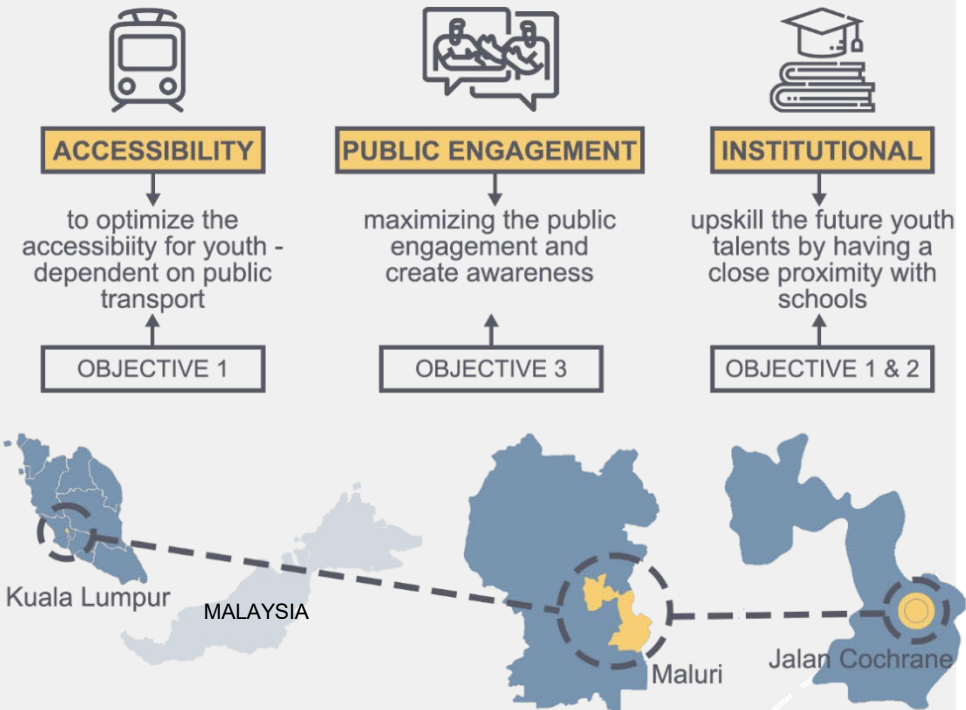 ACCESSIBILITY
to optimize the
accessibiity for youth -
dependent on public
transport
OBJECTIVE 1
PUBLIC ENGAGEMENT
maximizing the public
engagement and
create awareness
OBJECTIVE 3
INSTITUTIONAL
upskill the future youth
talents by having a
close proximity with
schools
OBJECTIVE 1 & 2
Kuala Lumpur
MALAYSIA
Maluri
Jalan Cochrane